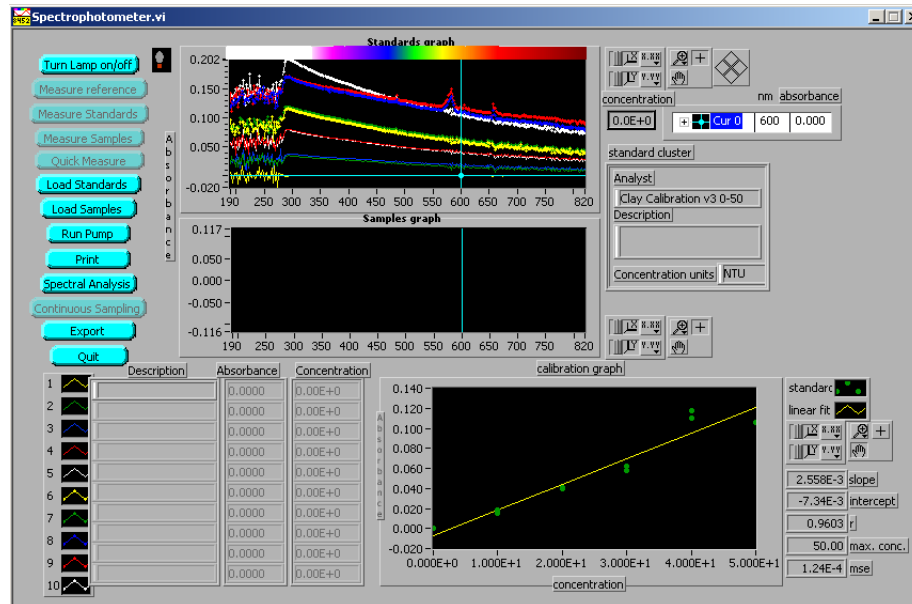 Spectrophotometer.vi
Turn Lamp on/off
Measure reference
Measure Standards
Measure Samples
Quick Measure
Load Standards
Load Samples
Run Pump
Print
Spectral Analysis
Continuous Sampling
Export
Quit
Standards graph
Absorbance
0.202
0.150
0.100
0.050
-0.020
190 250 300 350 400 450 500 550 600 650 700 750 820
Samples graph
0.117
0.050
0.000
-0.050
-0.116
190 250 300 350 400 450 500 550 600 650 700 750 820
concentration
0.0E+0
nm absorbance
Cur 0 600 0.000
standard cluster
Analyst
Clay Calibration v3 0-50
Description
Concentration units NTU
Description Absorbance Concentration
1 0.0000 0.00E+0
2 0.0000 0.00E+0
3 0.0000 0.00E+0
4 0.0000 0.00E+0
5 0.0000 0.00E+0
6 0.0000 0.00E+0
7 0.0000 0.00E+0
8 0.0000 0.00E+0
9 0.0000 0.00E+0
10 0.0000 0.00E+0
calibration graph
Absorbance
0.140
0.120
0.100
0.080
0.060
0.040
0.020
0.000
-0.020
0.000E+0 1.000E+1 2.000E+1 3.000E+1 4.000E+1 5.000E+1
concentration
standard
linear fit
2.558E-3 slope
-7.34E-3 intercept
0.9603 r
50.00 max. conc.
1.24E-4 mse